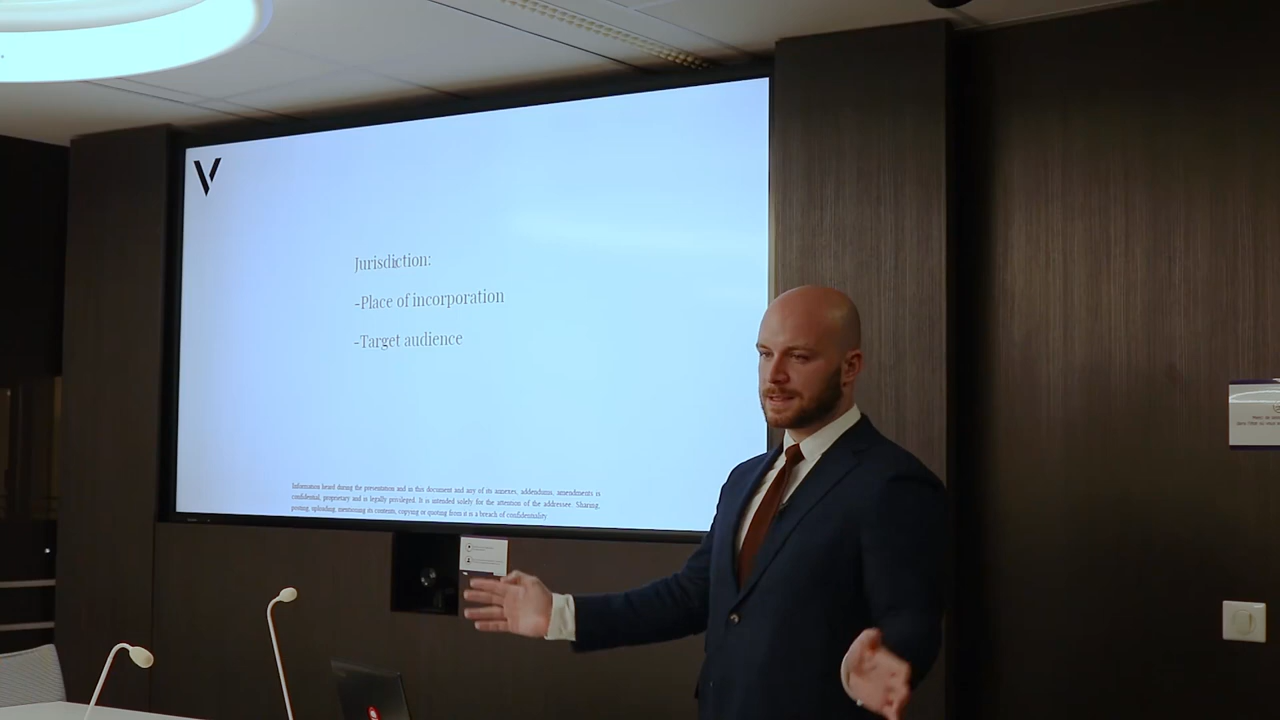 V
Jurisdiction:
-Place of incorporation
-Target audience
Information heard during the presentation and in this document and any of its annexes, addendums, amendments is
confidential, proprietary and is legally privileged. It is intended solely for the attention of the addressee. Sharing,
posting, uploading, mentioning its contents, copying or quoting from it is a breach of confidentiality